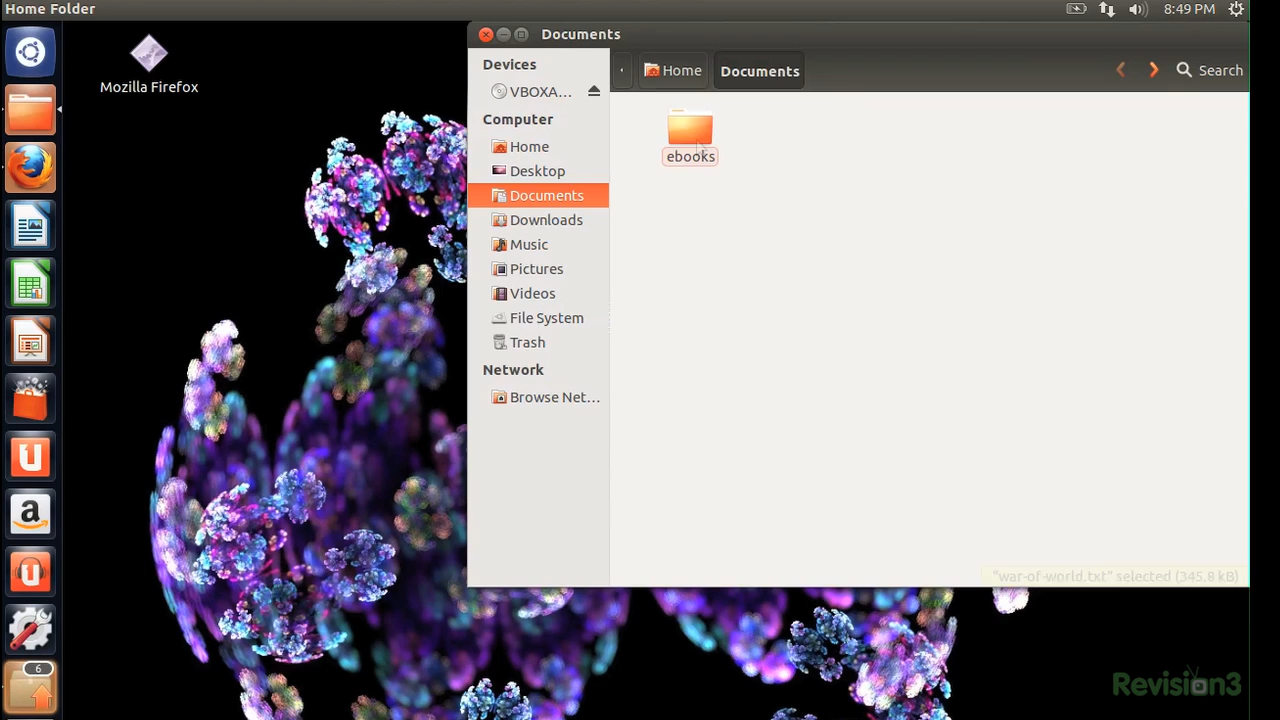 Home Folder
8:49 PM
Mozilla Firefox
Documents
Devices
VBOXA...
Computer
Home
Desktop
Documents
Downloads
Music
Pictures
Videos
File System
Trash
Network
Browse Net...
Home
Documents
Search
ebooks
"war-of-world.txt" selected (345.8 kB)
U
a
U
6
Revision3